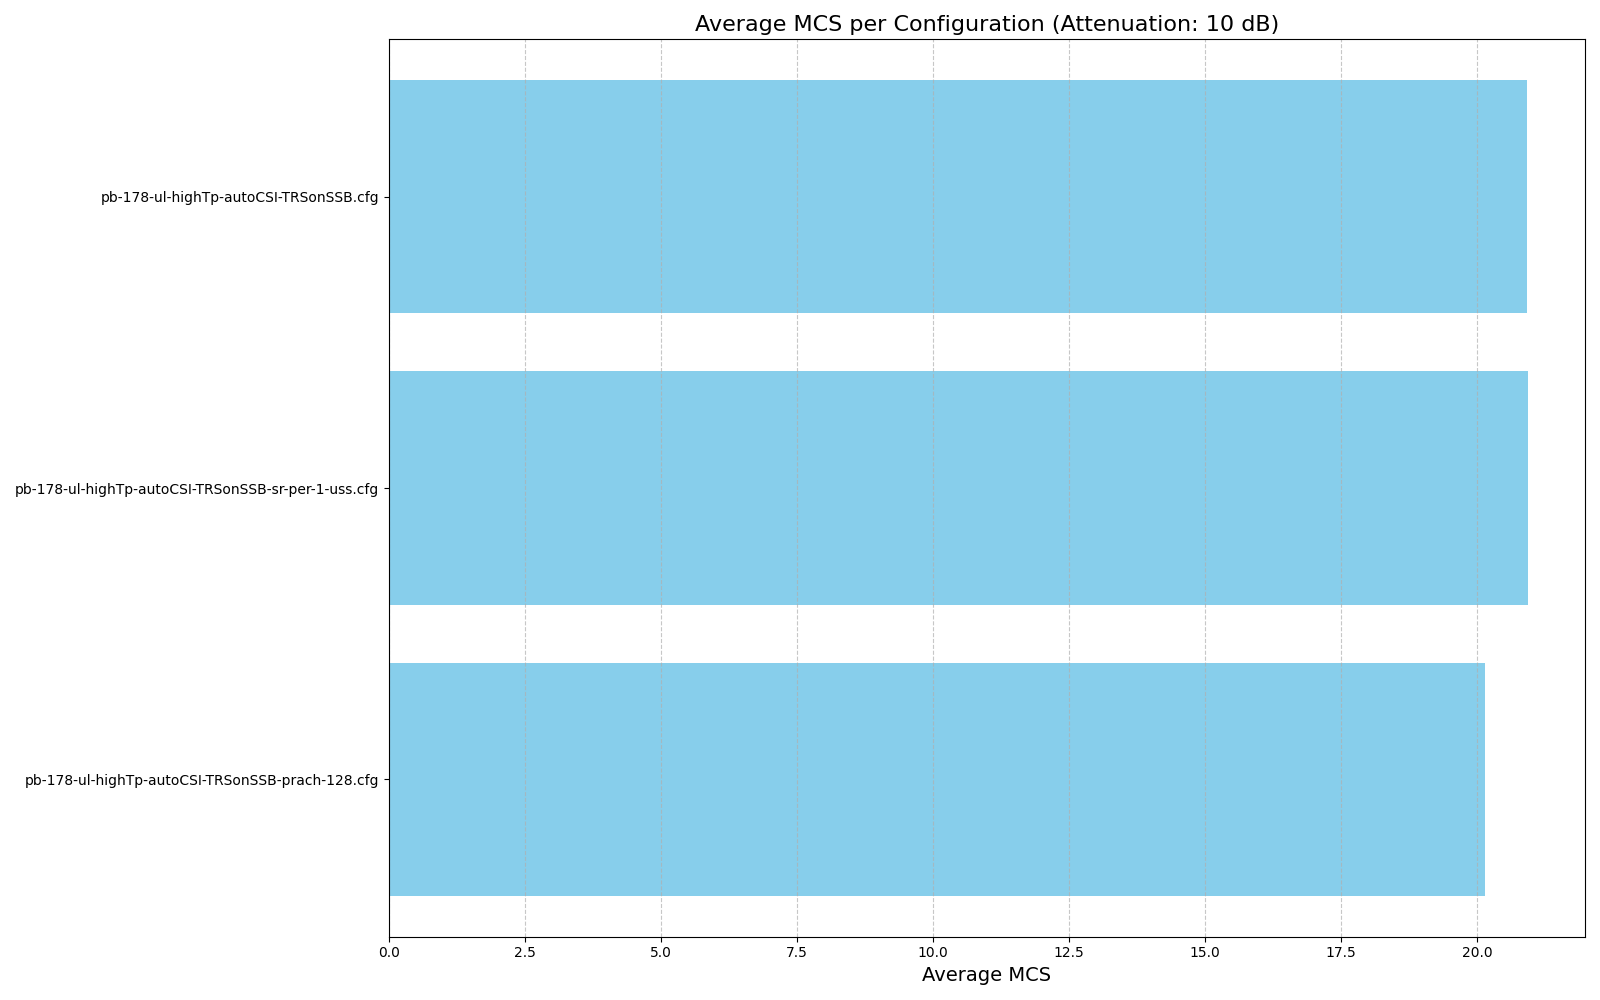 Average MCS per Configuration (Attenuation: 10 dB)
pb-178-ul-highTp-autoCSI-TRSonSSB.cfg
pb-178-ul-highTp-autoCSI-TRSonSSB-sr-per-1-uss.cfg
pb-178-ul-highTp-autoCSI-TRSonSSB-prach-128.cfg
0.0 2.5 5.0 7.5 10.0 12.5 15.0 17.5 20.0
Average MCS